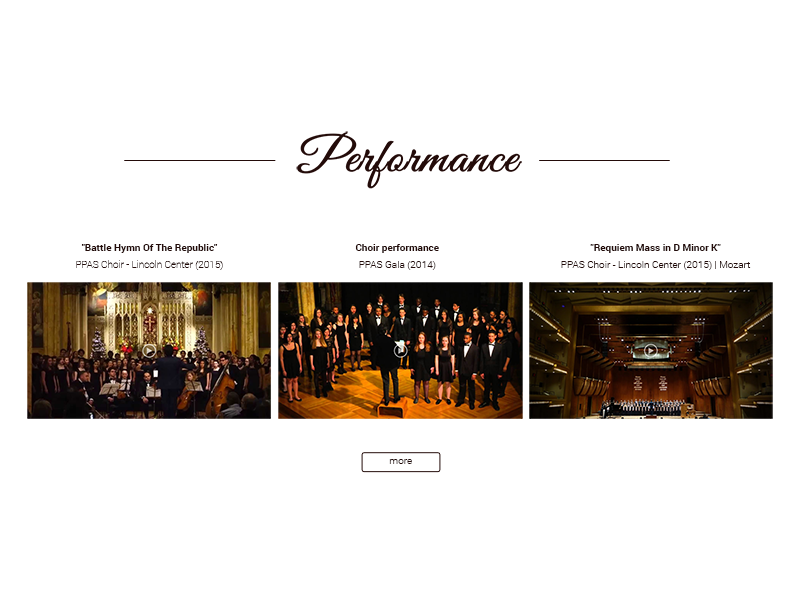 Performance
"Battle Hymn Of The Republic"
PPAS Choir - Lincoln Center (2015)
Choir performance
PPAS Gala (2014)
"Requiem Mass in D Minor K"
PPAS Choir - Lincoln Center (2015) | Mozart
more